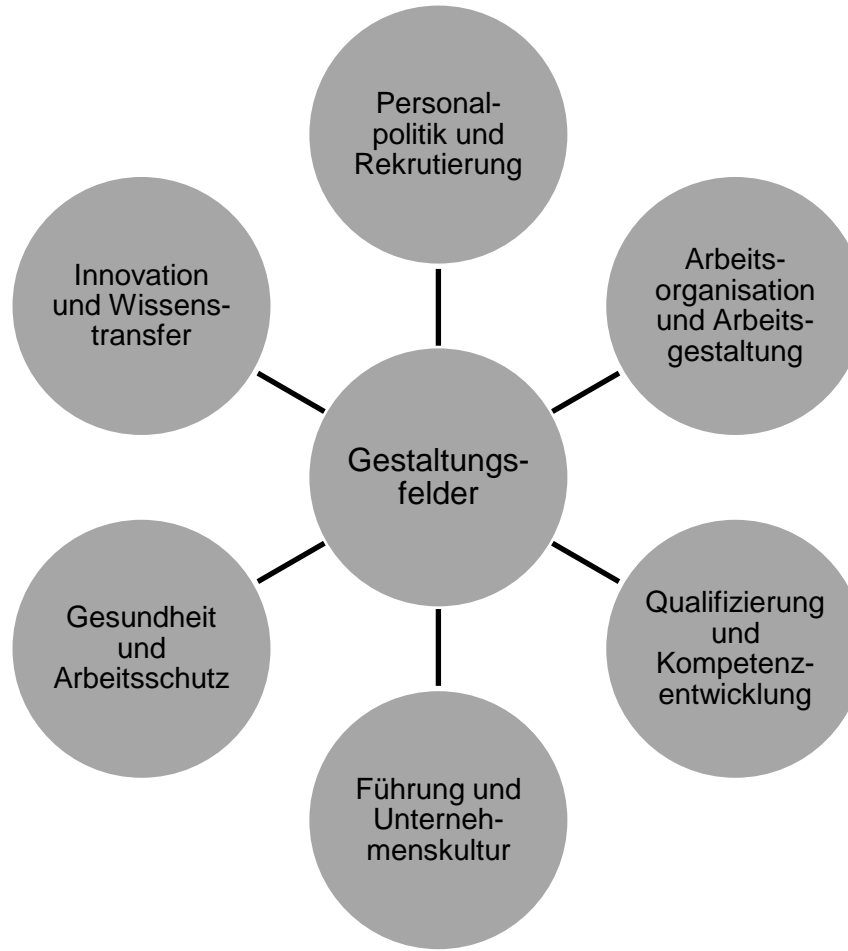 Personal-
politik und
Rekrutierung
Arbeits-
organisation
und Arbeits-
gestaltung
Qualifizierung
und
Kompetenz-
entwicklung
Führung und
Unterneh-
menskultur
Gesundheit
und
Arbeitsschutz
Innovation
und Wissens-
transfer
Gestaltungs-
felder